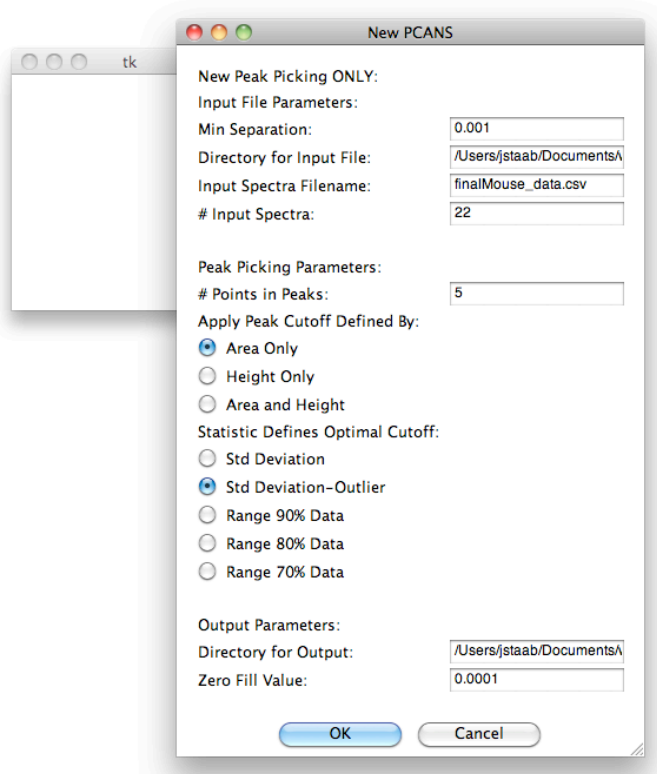 New PCANS
tk
New Peak Picking ONLY:
Input File Parameters:
Min Separation: 0.001
Directory for Input File: /Users/jstaab/Documents/
Input Spectra Filename: finalMouse_data.csv
# Input Spectra: 22
Peak Picking Parameters:
# Points in Peaks: 5
Apply Peak Cutoff Defined By:
Area Only
Height Only
Area and Height
Statistic Defines Optimal Cutoff:
Std Deviation
Std Deviation-Outlier
Range 90% Data
Range 80% Data
Range 70% Data
Output Parameters:
Directory for Output: /Users/jstaab/Documents/
Zero Fill Value: 0.0001
OK Cancel